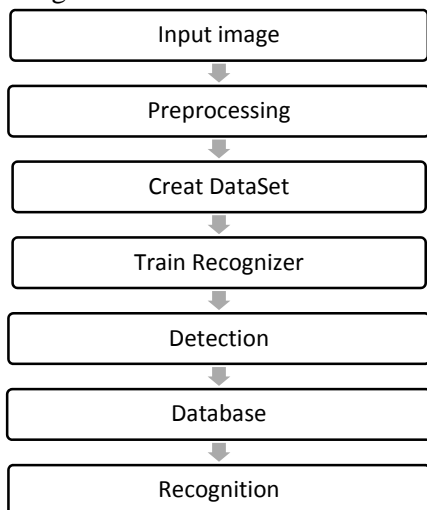 Input image
Preprocessing
Creat DataSet
Train Recognizer
Detection
Database
Recognition